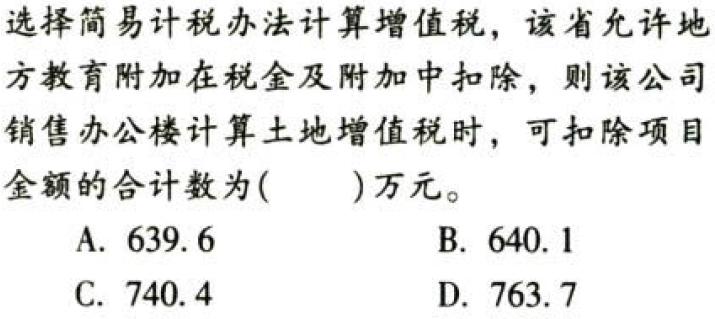 选择简易计税办法计算增值税，该省允许地
方教育附加在税金及附加中扣除，则该公司
销售办公楼计算土地增值税时，可扣除项目
金额的合计数为(　　)万元。
A. 639.6　　B. 640.1
C. 740.4　　D. 763.7